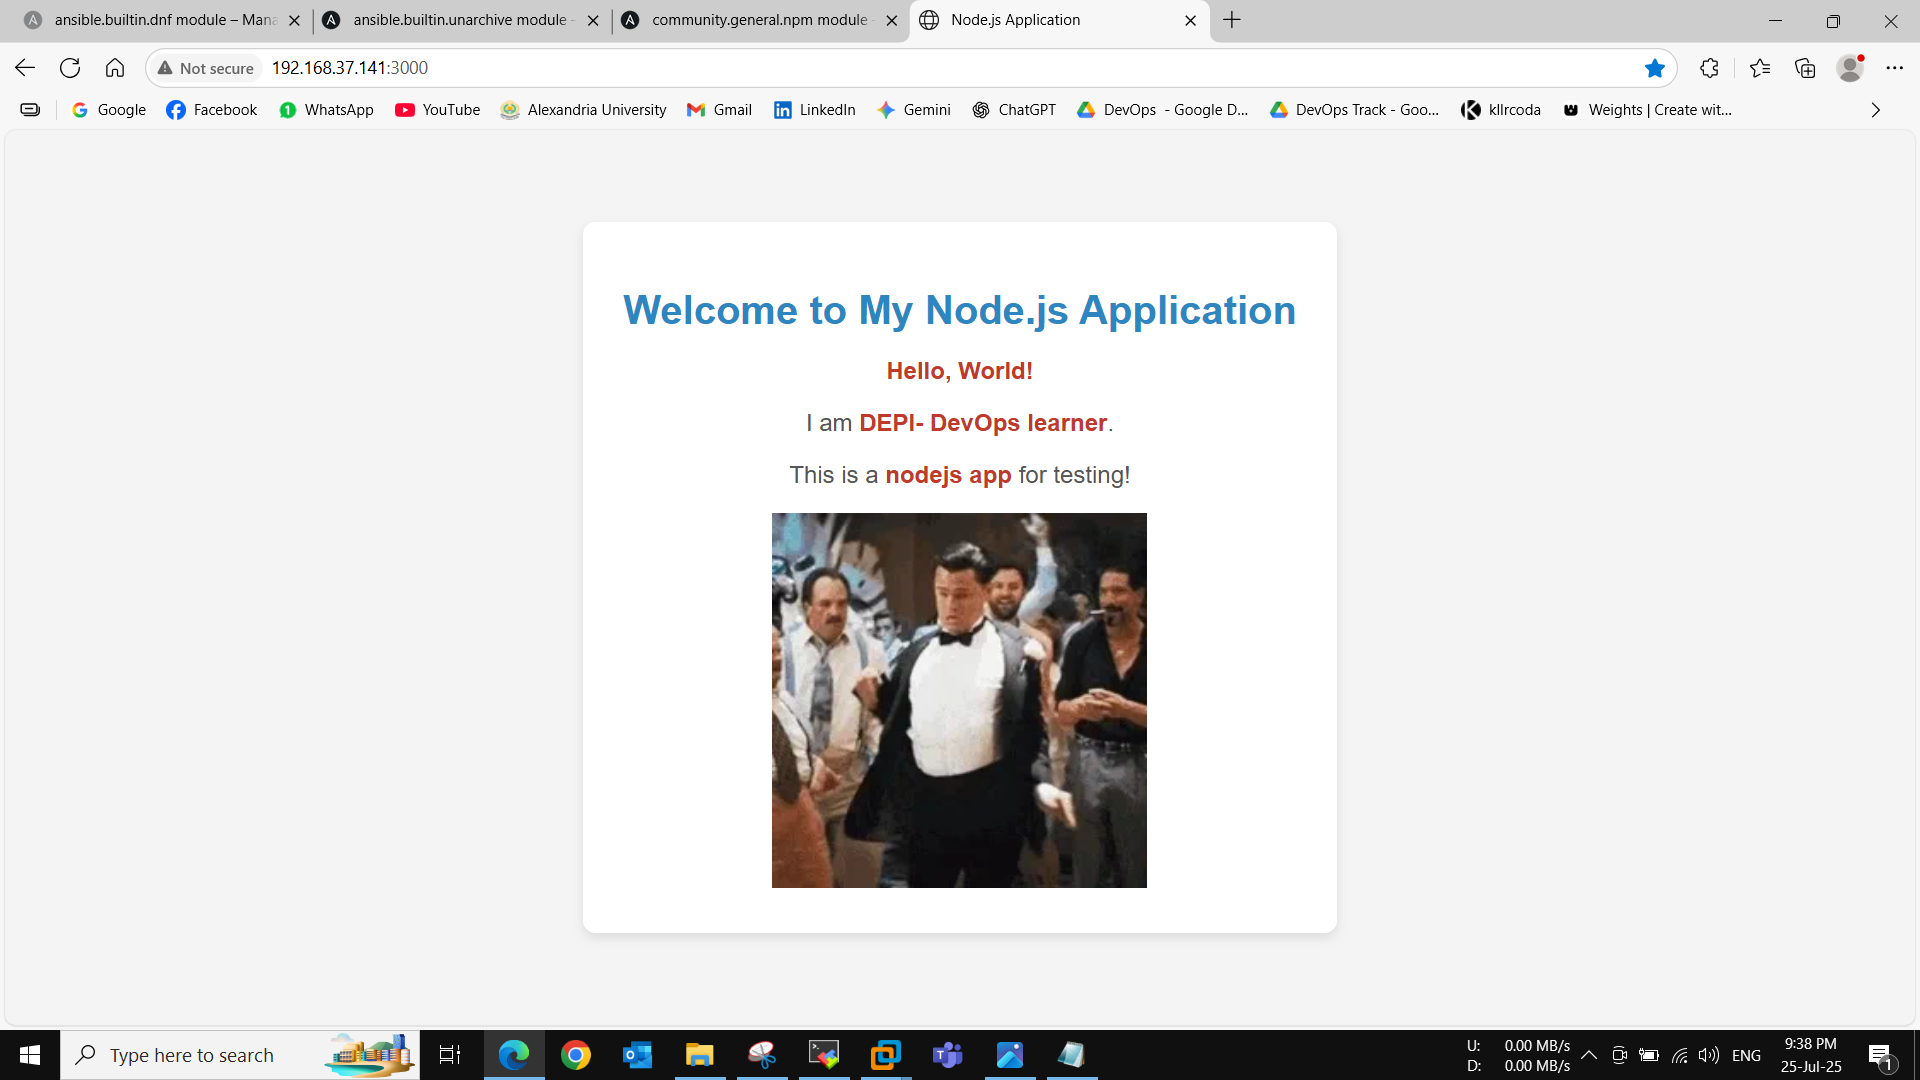 ansible.builtin.dnf module – Mana
ansible.builtin.unarchive module –
community.general.npm module
Node.js Application
Not secure
192.168.37.141:3000
Google
Facebook
WhatsApp
YouTube
Alexandria University
Gmail
LinkedIn
Gemini
ChatGPT
DevOps - Google D...
DevOps Track - Goo...
kllrcoda
Weights | Create wit...
Welcome to My Node.js Application
Hello, World!
I am DEPI- DevOps learner.
This is a nodejs app for testing!
Type here to search
U: 0.00 MB/s
D: 0.00 MB/s
ENG
9:38 PM
25-Jul-25
1